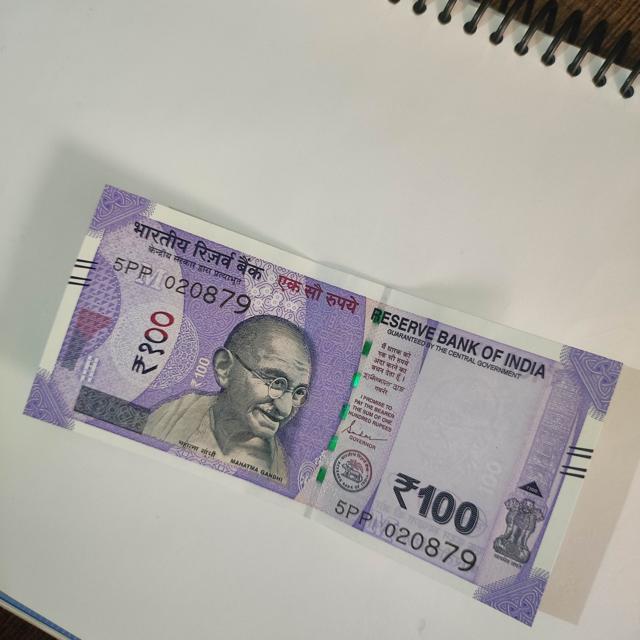 भारतीय रिज़र्व बैंक
केन्द्रीय सरकार द्वारा प्रत्याभूत
5PP 020879
एक सौ रुपये
₹१००
₹100
महात्मा गाँधी
MAHATMA GANDHI
RESERVE BANK OF INDIA
GUARANTEED BY THE CENTRAL GOVERNMENT
मैं धारक को
एक सौ रुपये
अदा करने का
वचन देता हूँ।
I PROMISE TO
PAY THE BEARER
THE SUM OF ONE
HUNDRED RUPEES
GOVERNOR
₹100
5PP 020879